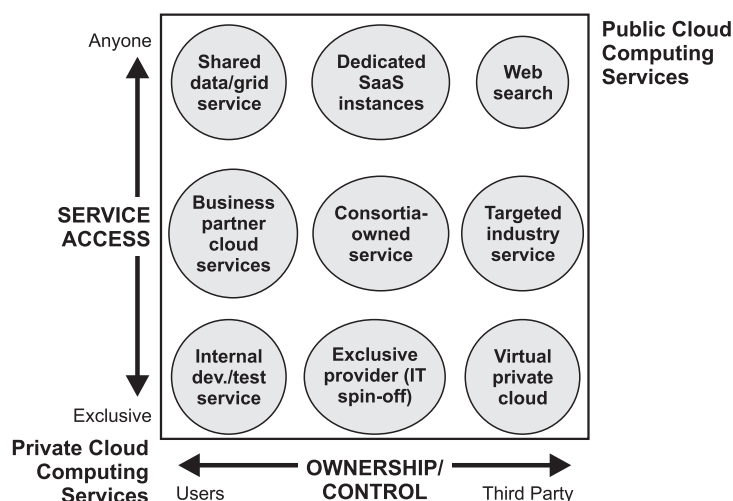 Anyone
Public Cloud
Computing
Services
Shared
data/grid
service
Dedicated
SaaS
instances
Web
search
SERVICE
ACCESS
Business
partner
cloud
services
Consortia-
owned
service
Targeted
industry
service
Internal
dev./test
service
Exclusive
provider (IT
spin-off)
Virtual
private
cloud
Exclusive
Private Cloud
Computing
Services
Users
OWNERSHIP/
CONTROL
Third Party